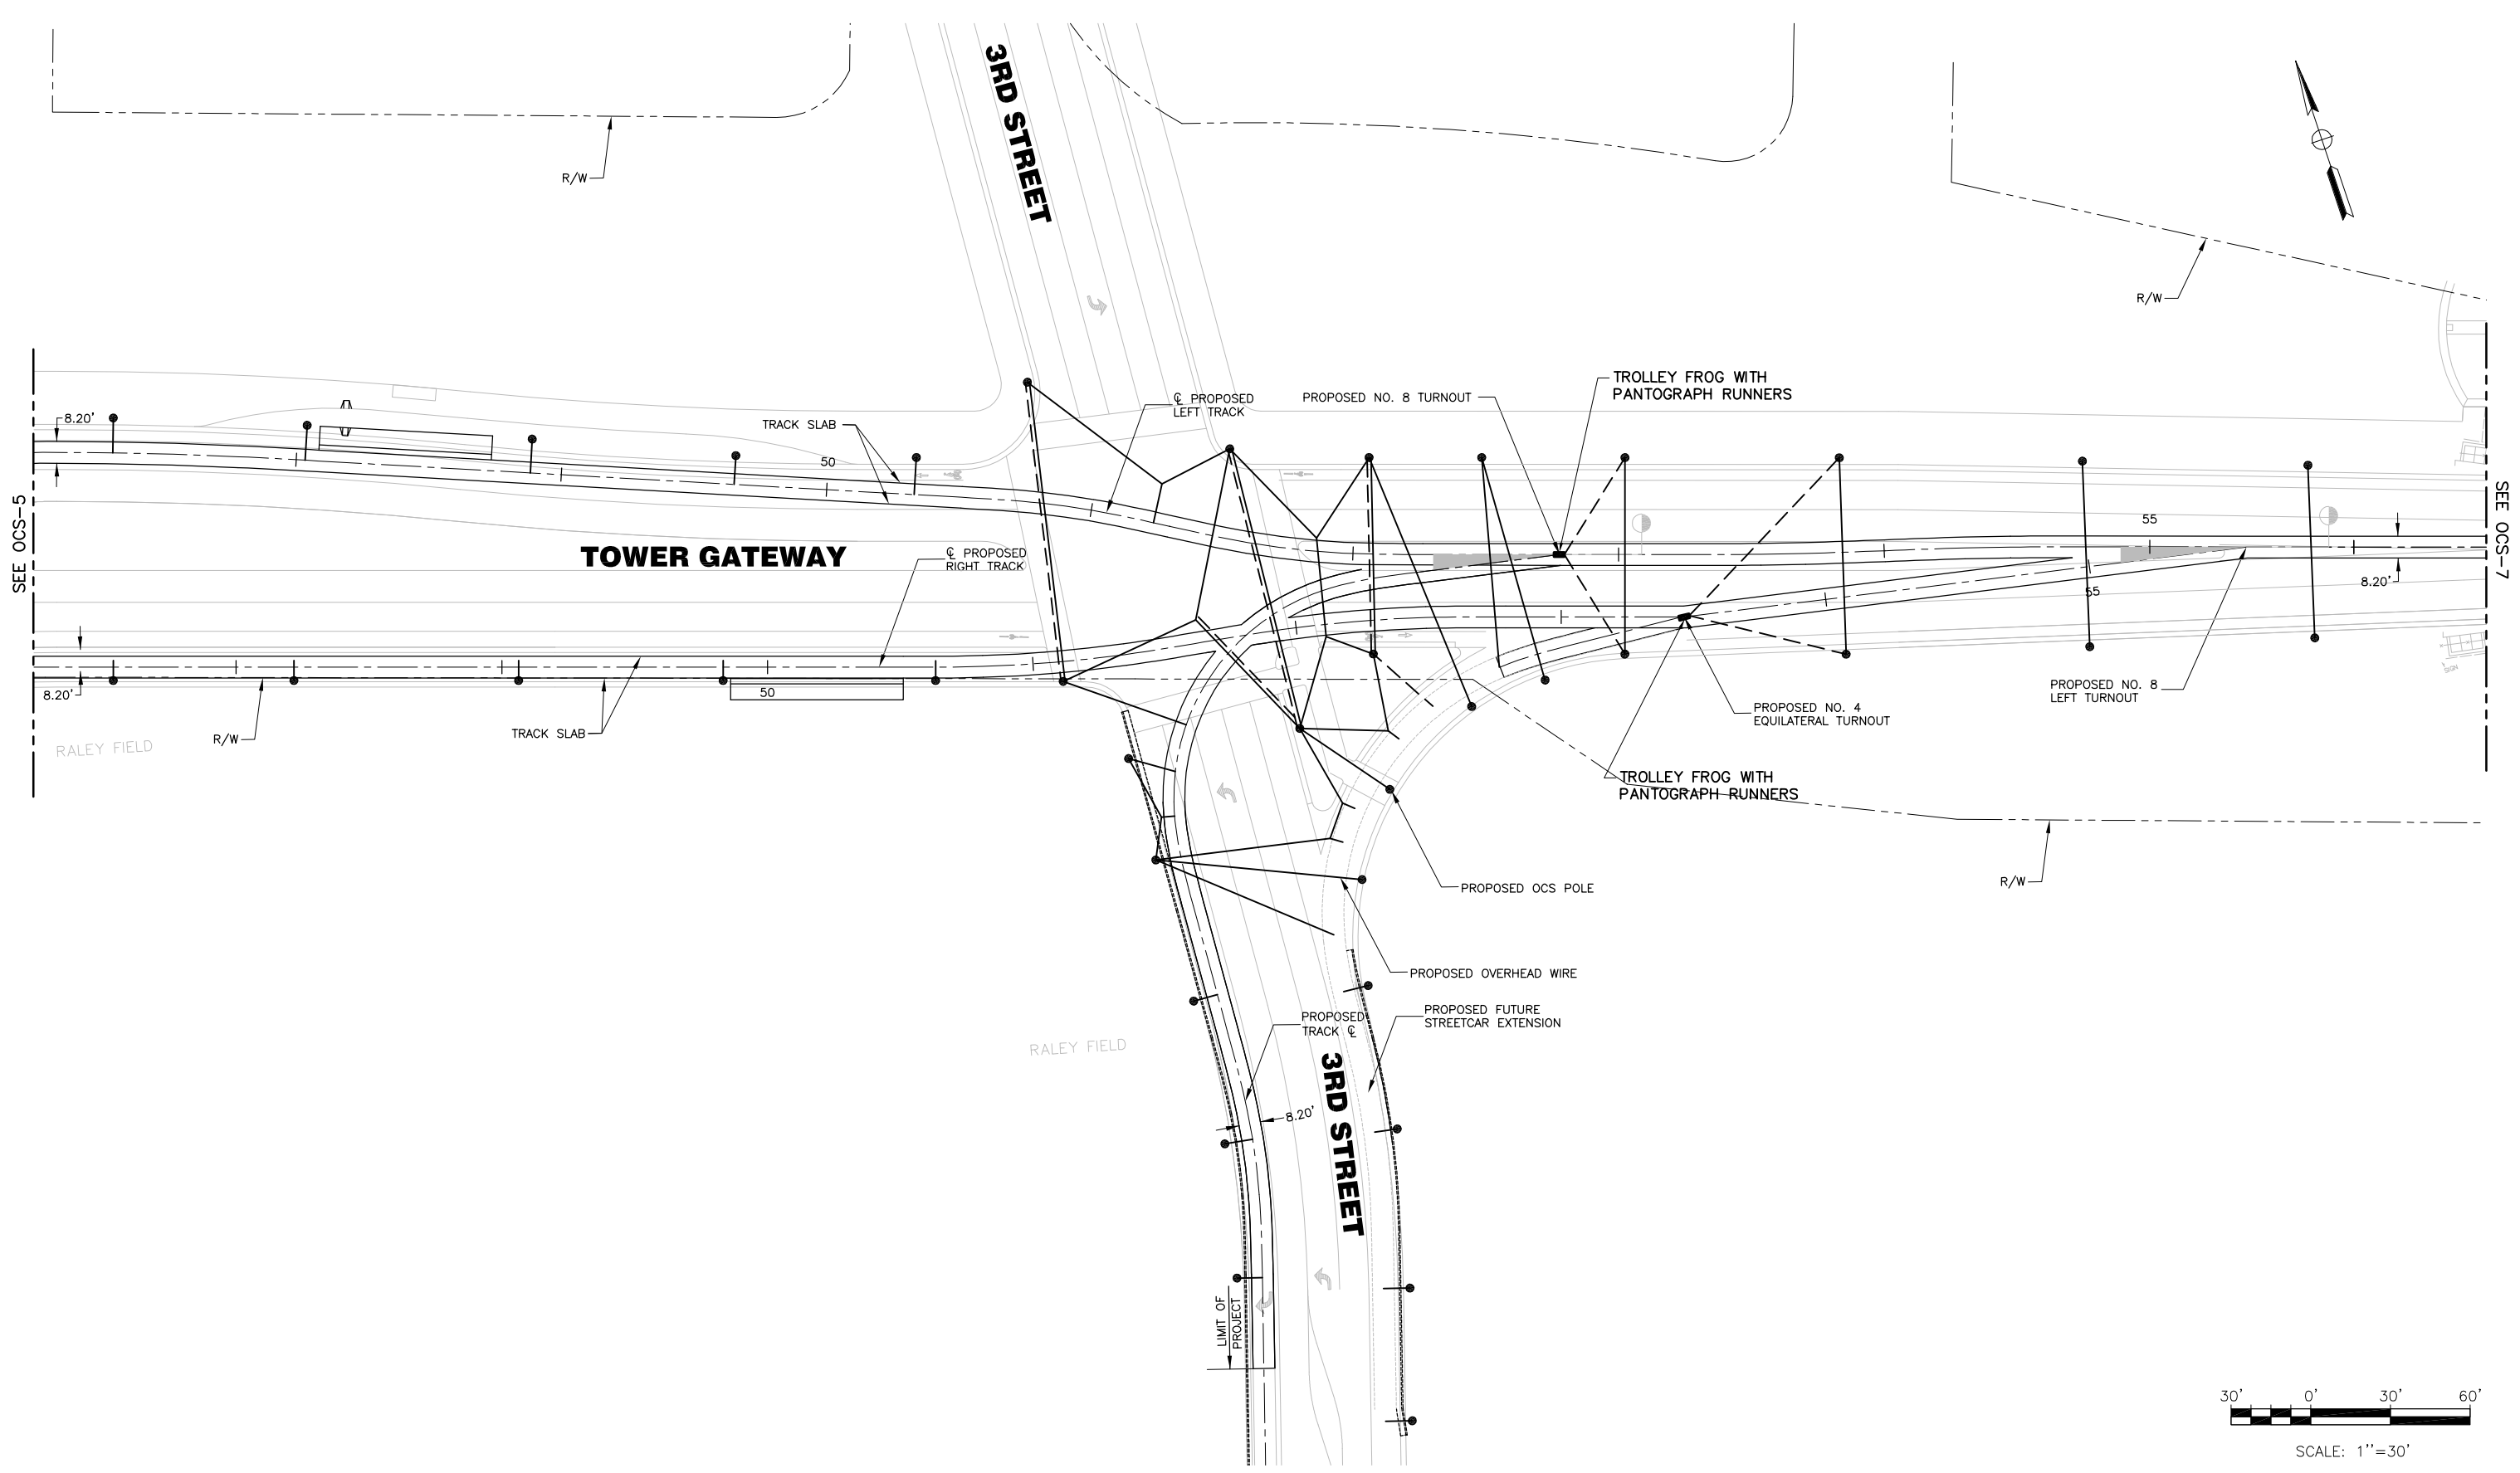 3RD STREET
R/W
R/W
TROLLEY FROG WITH
PANTOGRAPH RUNNERS
PROPOSED NO. 8 TURNOUT
℄ PROPOSED
LEFT TRACK
8.20'
TRACK SLAB
50
SEE OCS-5
SEE OCS-7
55
TOWER GATEWAY
℄ PROPOSED
RIGHT TRACK
8.20'
55
8.20'
50
PROPOSED NO. 8
LEFT TURNOUT
SIGN
PROPOSED NO. 4
EQUILATERAL TURNOUT
TRACK SLAB
R/W
RALEY FIELD
TROLLEY FROG WITH
PANTOGRAPH RUNNERS
PROPOSED OCS POLE
R/W
PROPOSED OVERHEAD WIRE
PROPOSED FUTURE
STREETCAR EXTENSION
PROPOSED
TRACK ℄
RALEY FIELD
3RD STREET
8.20'
LIMIT OF
PROJECT
30' 0' 30' 60'
SCALE: 1''=30'